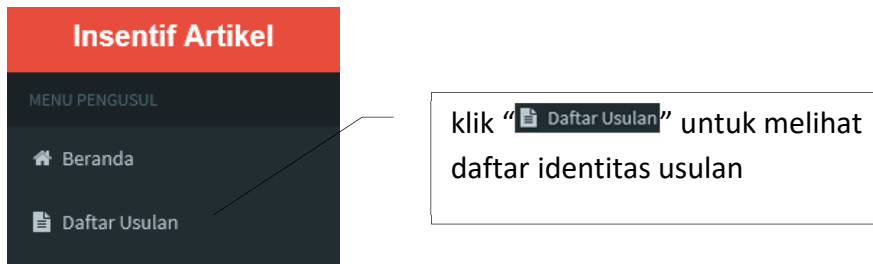 Insentif Artikel
MENU PENGUSUL
Beranda
Daftar Usulan
klik “Daftar Usulan” untuk melihat
daftar identitas usulan